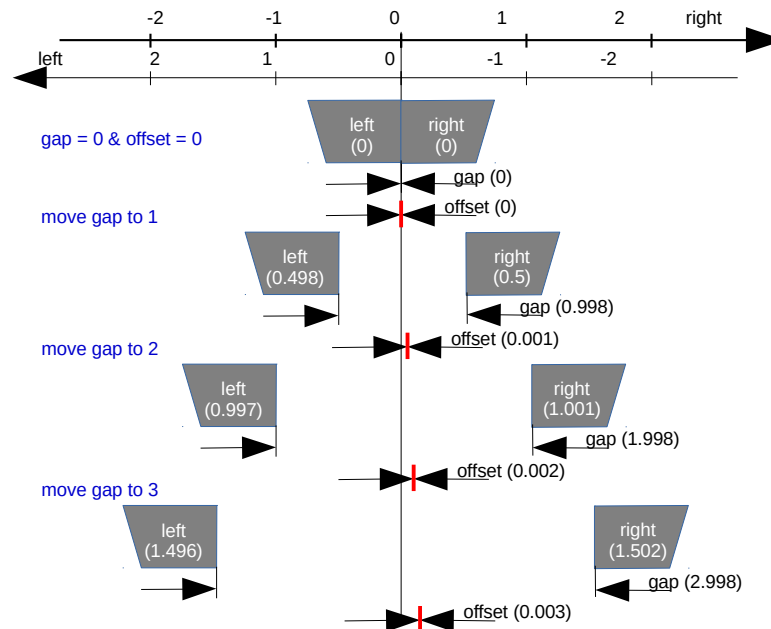 -2 -1 0 1 2 right
left 2 1 0 -1 -2
gap = 0 & offset = 0
left
(0)
right
(0)
gap (0)
offset (0)
move gap to 1
left
(0.498)
right
(0.5)
gap (0.998)
offset (0.001)
move gap to 2
left
(0.997)
right
(1.001)
gap (1.998)
offset (0.002)
move gap to 3
left
(1.496)
right
(1.502)
gap (2.998)
offset (0.003)